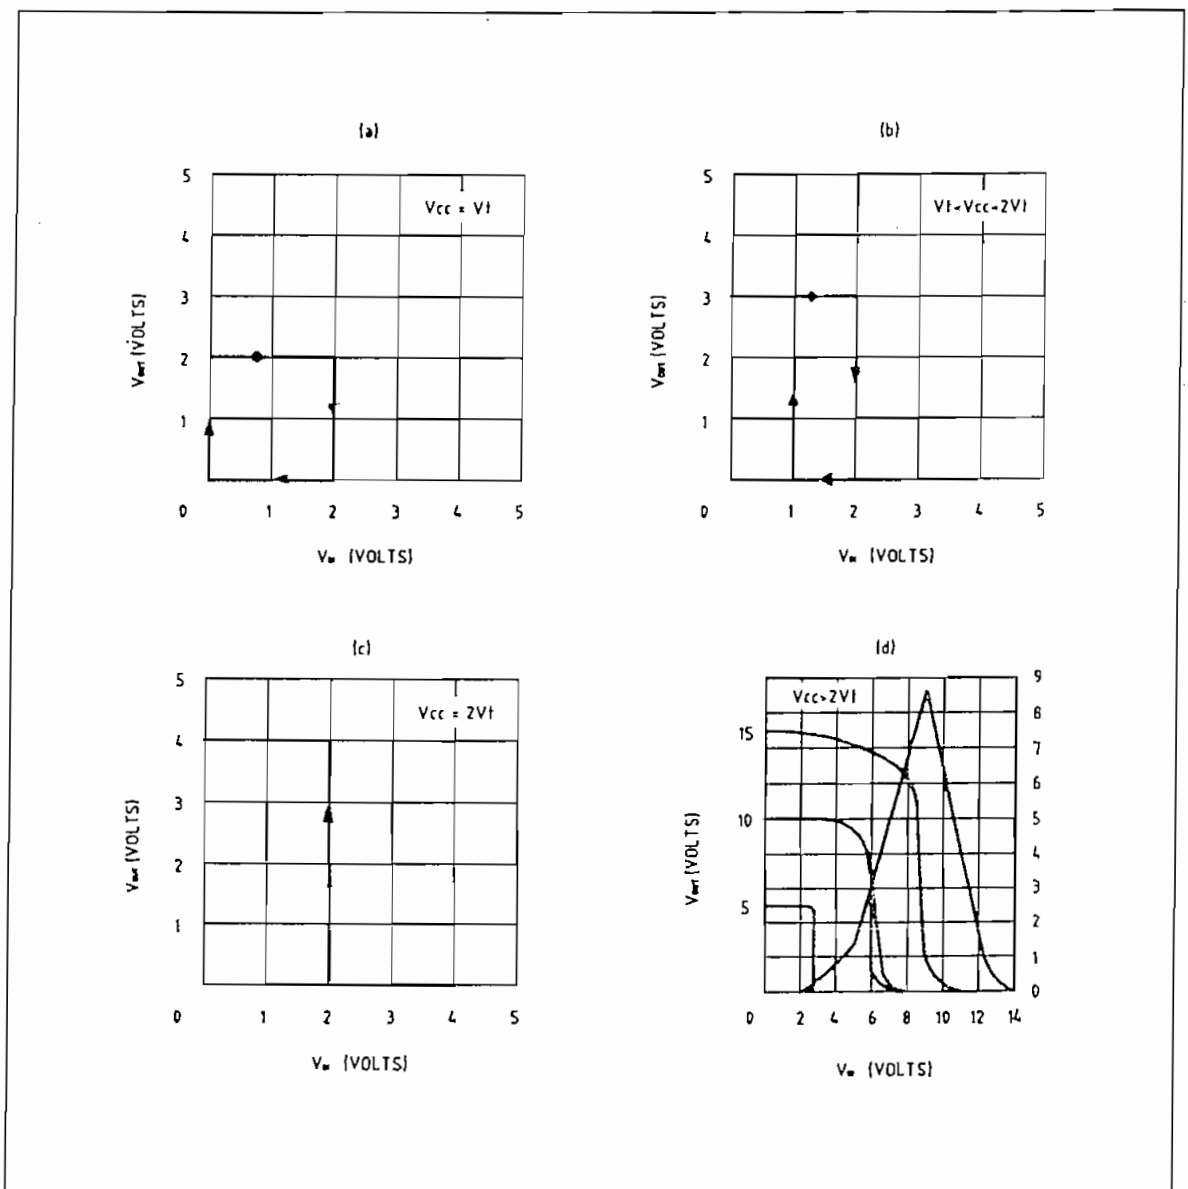 (a)
5
Vcc = Vt
4
3
2
1
0 1 2 3 4 5
Vout (VOLTS)
VIN (VOLTS)
(b)
5
Vt<Vcc<2Vt
4
3
2
1
0 1 2 3 4 5
Vout (VOLTS)
VIN (VOLTS)
(c)
5
Vcc = 2Vt
4
3
2
1
0 1 2 3 4 5
Vout (VOLTS)
VIN (VOLTS)
(d)
Vcc>2Vt
15
10
5
9
8
7
6
5
4
3
2
1
0
0 2 4 6 8 10 12 14
Vout (VOLTS)
VIN (VOLTS)